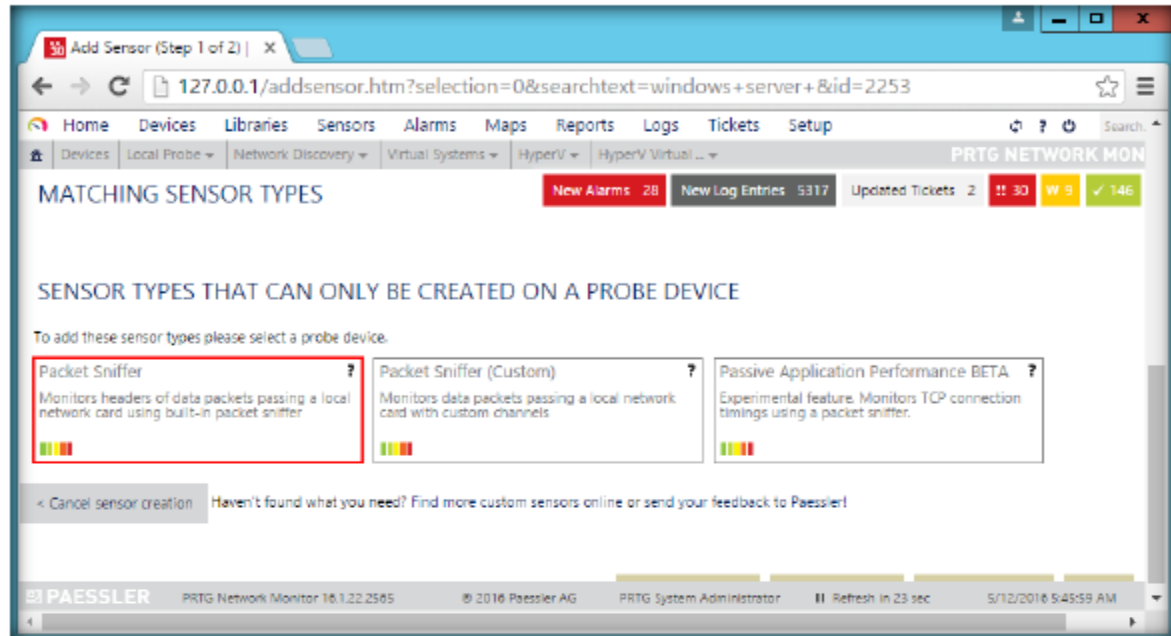 Add Sensor (Step 1 of 2) |
127.0.0.1/addsensor.htm?selection=0&searchtext=windows+server+&id=2253
Home Devices Libraries Sensors Alarms Maps Reports Logs Tickets Setup ? Search.
Devices Local Probe Network Discovery Virtual Systems HyperV HyperV Virtual ... PRTG NETWORK MON
MATCHING SENSOR TYPES New Alarms 28 New Log Entries 5317 Updated Tickets 2 !! 30 W 9 ✓ 146
SENSOR TYPES THAT CAN ONLY BE CREATED ON A PROBE DEVICE
To add these sensor types please select a probe device.
Packet Sniffer ?
Monitors headers of data packets passing a local
network card using built-in packet sniffer
Packet Sniffer (Custom) ?
Monitors data packets passing a local network
card with custom channels
Passive Application Performance BETA ?
Experimental feature. Monitors TCP connection
timings using a packet sniffer.
< Cancel sensor creation Haven't found what you need? Find more custom sensors online or send your feedback to Paessler!
PAESSLER PRTG Network Monitor 16.1.22.2565 © 2016 Paessler AG PRTG System Administrator Refresh in 23 sec 5/12/2016 5:45:59 AM